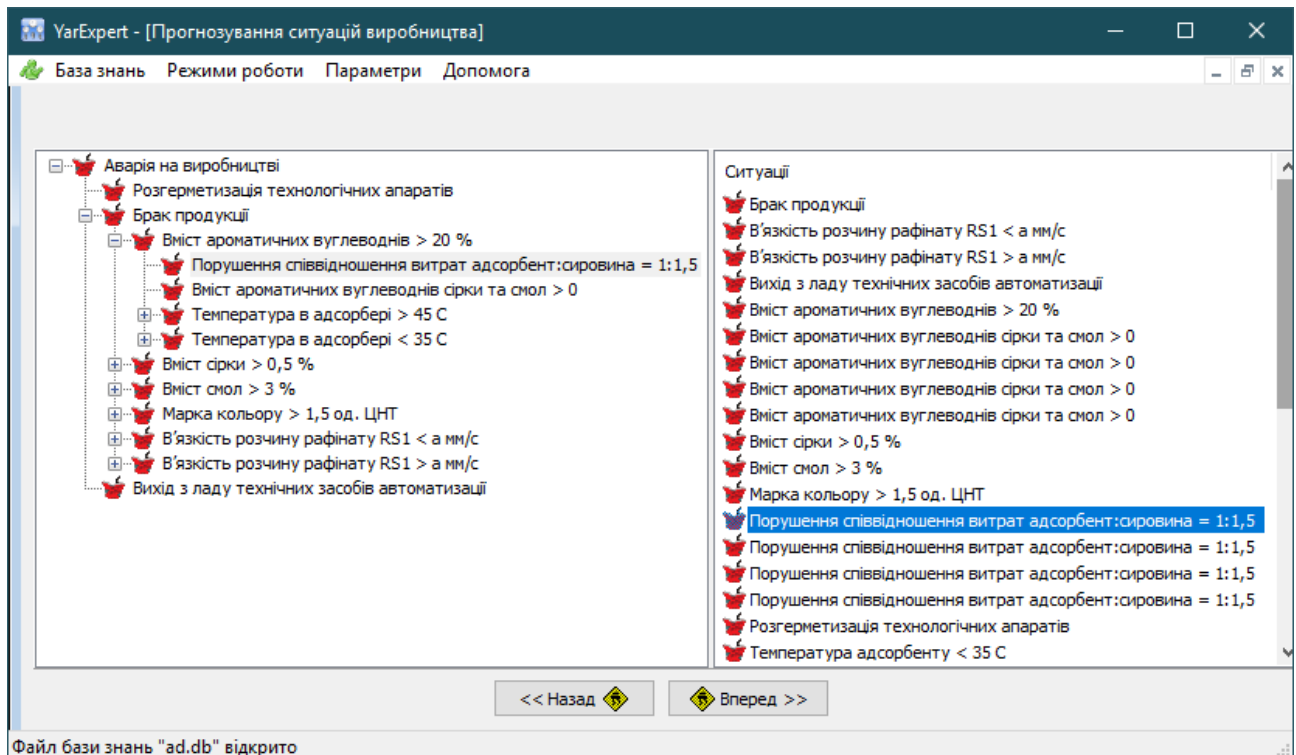 YarExpert - [Прогнозування ситуацій виробництва]
База знань Режими роботи Параметри Допомога
Аварія на виробництві
Розгерметизація технологічних апаратів
Брак продукції
Вміст ароматичних вуглеводнів > 20 %
Порушення співвідношення витрат адсорбент:сировина = 1:1,5
Вміст ароматичних вуглеводнів сірки та смол > 0
Температура в адсорбері > 45 С
Температура в адсорбері < 35 С
Вміст сірки > 0,5 %
Вміст смол > 3 %
Марка кольору > 1,5 од. ЦНТ
В'язкість розчину рафінату RS1 < а мм/с
В'язкість розчину рафінату RS1 > а мм/с
Вихід з ладу технічних засобів автоматизації
Ситуації
Брак продукції
В'язкість розчину рафінату RS1 < а мм/с
В'язкість розчину рафінату RS1 > а мм/с
Вихід з ладу технічних засобів автоматизації
Вміст ароматичних вуглеводнів > 20 %
Вміст ароматичних вуглеводнів сірки та смол > 0
Вміст ароматичних вуглеводнів сірки та смол > 0
Вміст ароматичних вуглеводнів сірки та смол > 0
Вміст ароматичних вуглеводнів сірки та смол > 0
Вміст сірки > 0,5 %
Вміст смол > 3 %
Марка кольору > 1,5 од. ЦНТ
Порушення співвідношення витрат адсорбент:сировина = 1:1,5
Порушення співвідношення витрат адсорбент:сировина = 1:1,5
Порушення співвідношення витрат адсорбент:сировина = 1:1,5
Порушення співвідношення витрат адсорбент:сировина = 1:1,5
Розгерметизація технологічних апаратів
Температура адсорбенту < 35 С
<< Назад Вперед >>
Файл бази знань "ad.db" відкрито